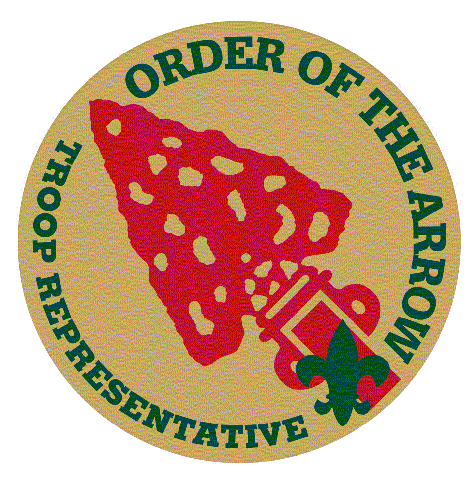 ORDER OF THE ARROW
TROOP REPRESENTATIVE